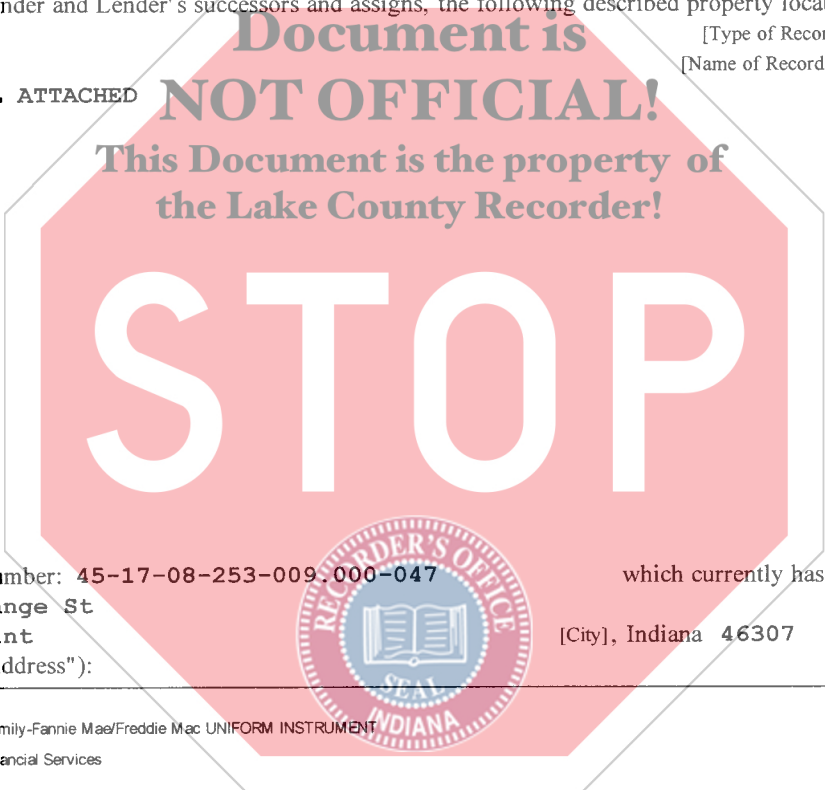 nder and Lender's successors and assigns, the following described property loca
Document is
[Type of Recor
NOT OFFICIAL!
[Name of Record
. ATTACHED
This Document is the property of
the Lake County Recorder!
STOP
RECORDER'S OFFICE
SEAL
INDIANA
mber: 45-17-08-253-009.000-047 which currently has
nge St
nt [City], Indiana 46307
ddress"):
mily-Fannie Mae/Freddie Mac UNIFORM INSTRUMENT
ancial Services